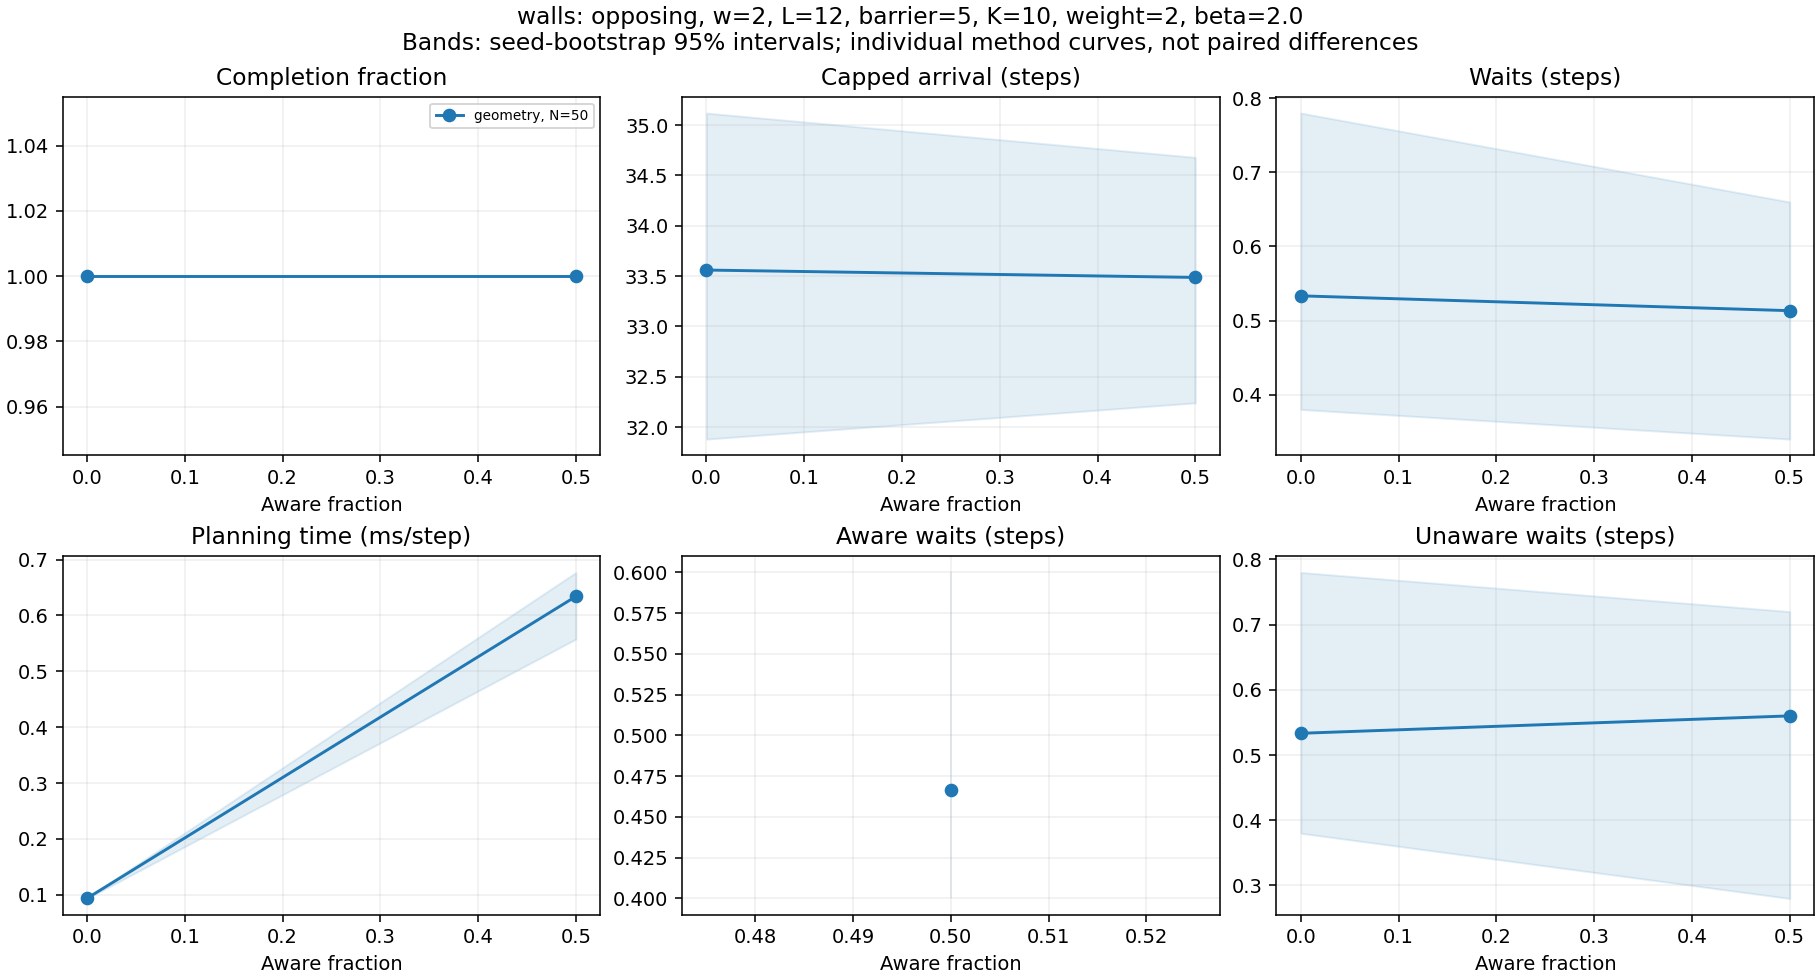 walls: opposing, w=2, L=12, barrier=5, K=10, weight=2, beta=2.0
Bands: seed-bootstrap 95% intervals; individual method curves, not paired differences
Completion fraction
geometry, N=50
1.04
1.02
1.00
0.98
0.96
0.0 0.1 0.2 0.3 0.4 0.5
Aware fraction
Capped arrival (steps)
35.0
34.5
34.0
33.5
33.0
32.5
32.0
0.0 0.1 0.2 0.3 0.4 0.5
Aware fraction
Waits (steps)
0.8
0.7
0.6
0.5
0.4
0.0 0.1 0.2 0.3 0.4 0.5
Aware fraction
Planning time (ms/step)
0.7
0.6
0.5
0.4
0.3
0.2
0.1
0.0 0.1 0.2 0.3 0.4 0.5
Aware fraction
Aware waits (steps)
0.600
0.575
0.550
0.525
0.500
0.475
0.450
0.425
0.400
0.48 0.49 0.50 0.51 0.52
Aware fraction
Unaware waits (steps)
0.8
0.7
0.6
0.5
0.4
0.3
0.0 0.1 0.2 0.3 0.4 0.5
Aware fraction